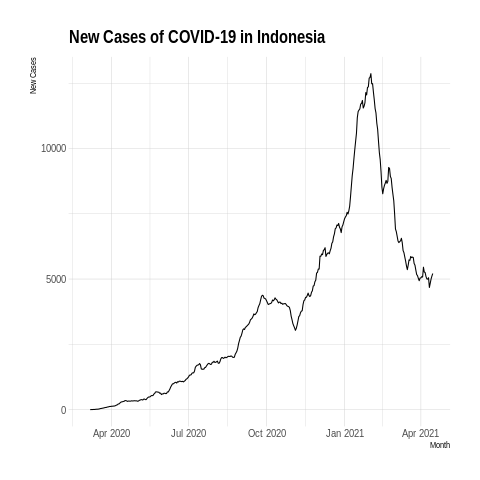 New Cases of COVID-19 in Indonesia
New Cases
10000
5000
0
Apr 2020 Jul 2020 Oct 2020 Jan 2021 Apr 2021
Month